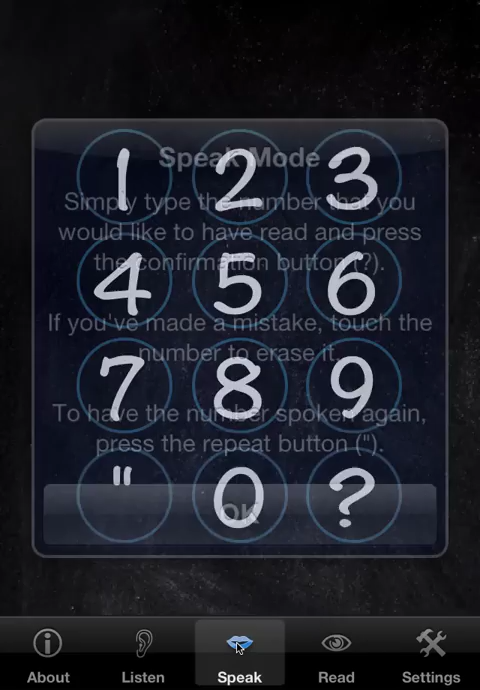 Speak Mode
Simply type the number that you
would like to have read and press
the confirmation button (?).
If you've made a mistake, touch the
number to erase it.
To have the number spoken again,
press the repeat button (").
OK
1 2 3
4 5 6
7 8 9
" 0 ?
About Listen Speak Read Settings